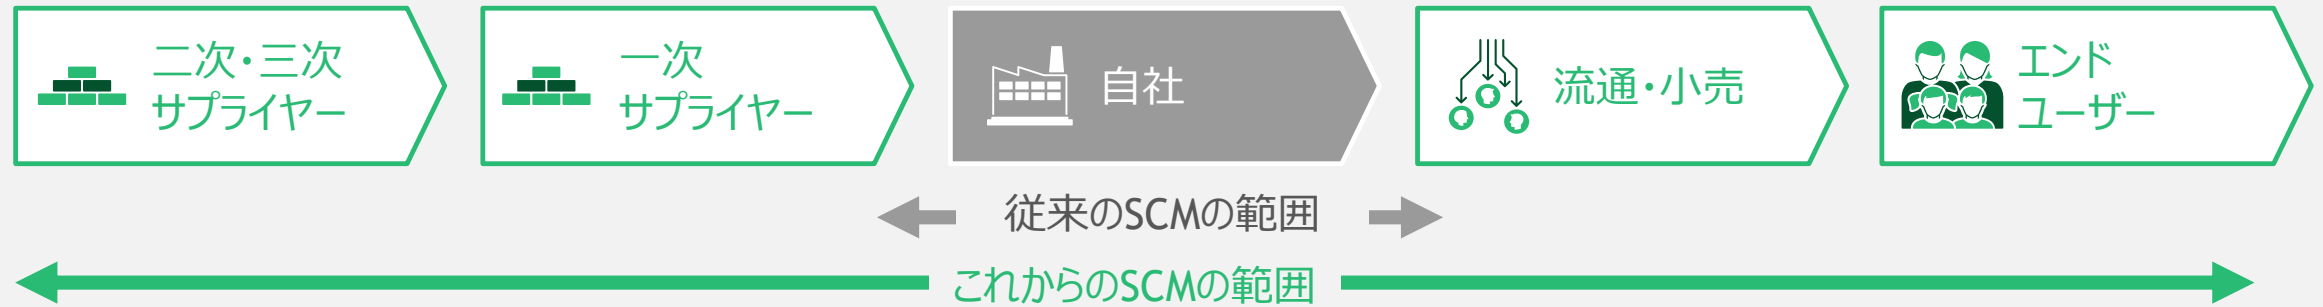 二次・三次
サプライヤー
一次
サプライヤー
自社
流通・小売
エンド
ユーザー
従来のSCMの範囲
これからのSCMの範囲